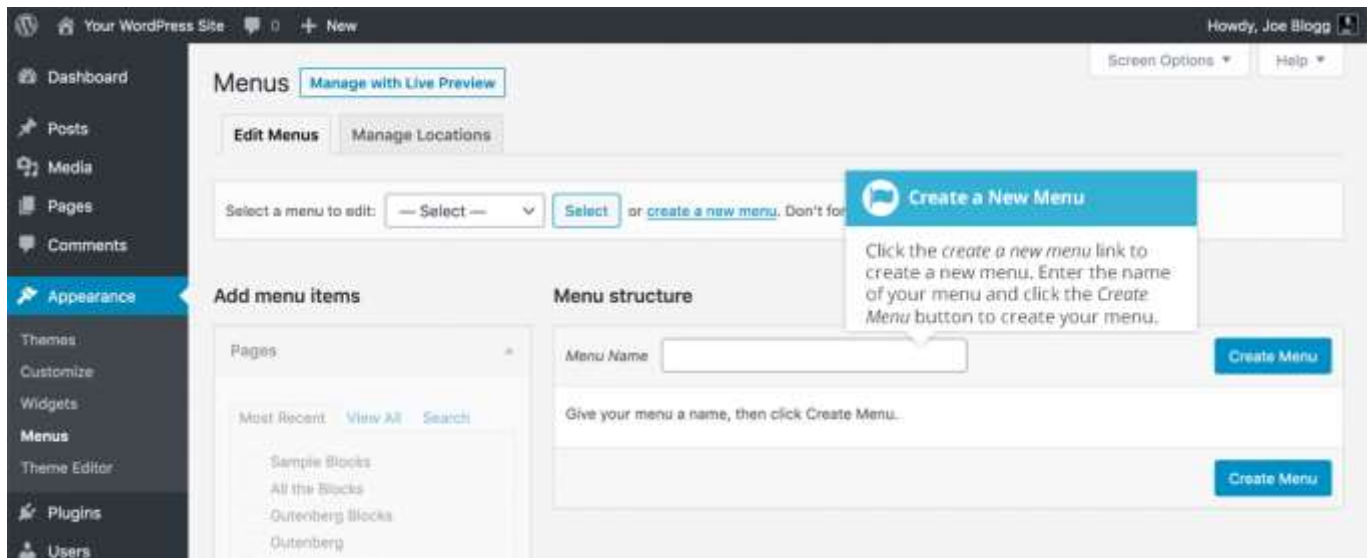 Your WordPress Site 0 + New Howdy, Joe Blogg
Screen Options Help
Dashboard
Posts
Media
Pages
Comments
Appearance
Themes
Customize
Widgets
Menus
Theme Editor
Plugins
Users
Menus Manage with Live Preview
Edit Menus Manage Locations
Select a menu to edit: — Select — Select or create a new menu. Don't for
Create a New Menu
Click the create a new menu link to
create a new menu. Enter the name
of your menu and click the Create
Menu button to create your menu.
Add menu items
Pages
Most Recent View All Search
Sample Blocks
All the Blocks
Gutenberg Blocks
Gutenberg
Menu structure
Menu Name Create Menu
Give your menu a name, then click Create Menu.
Create Menu